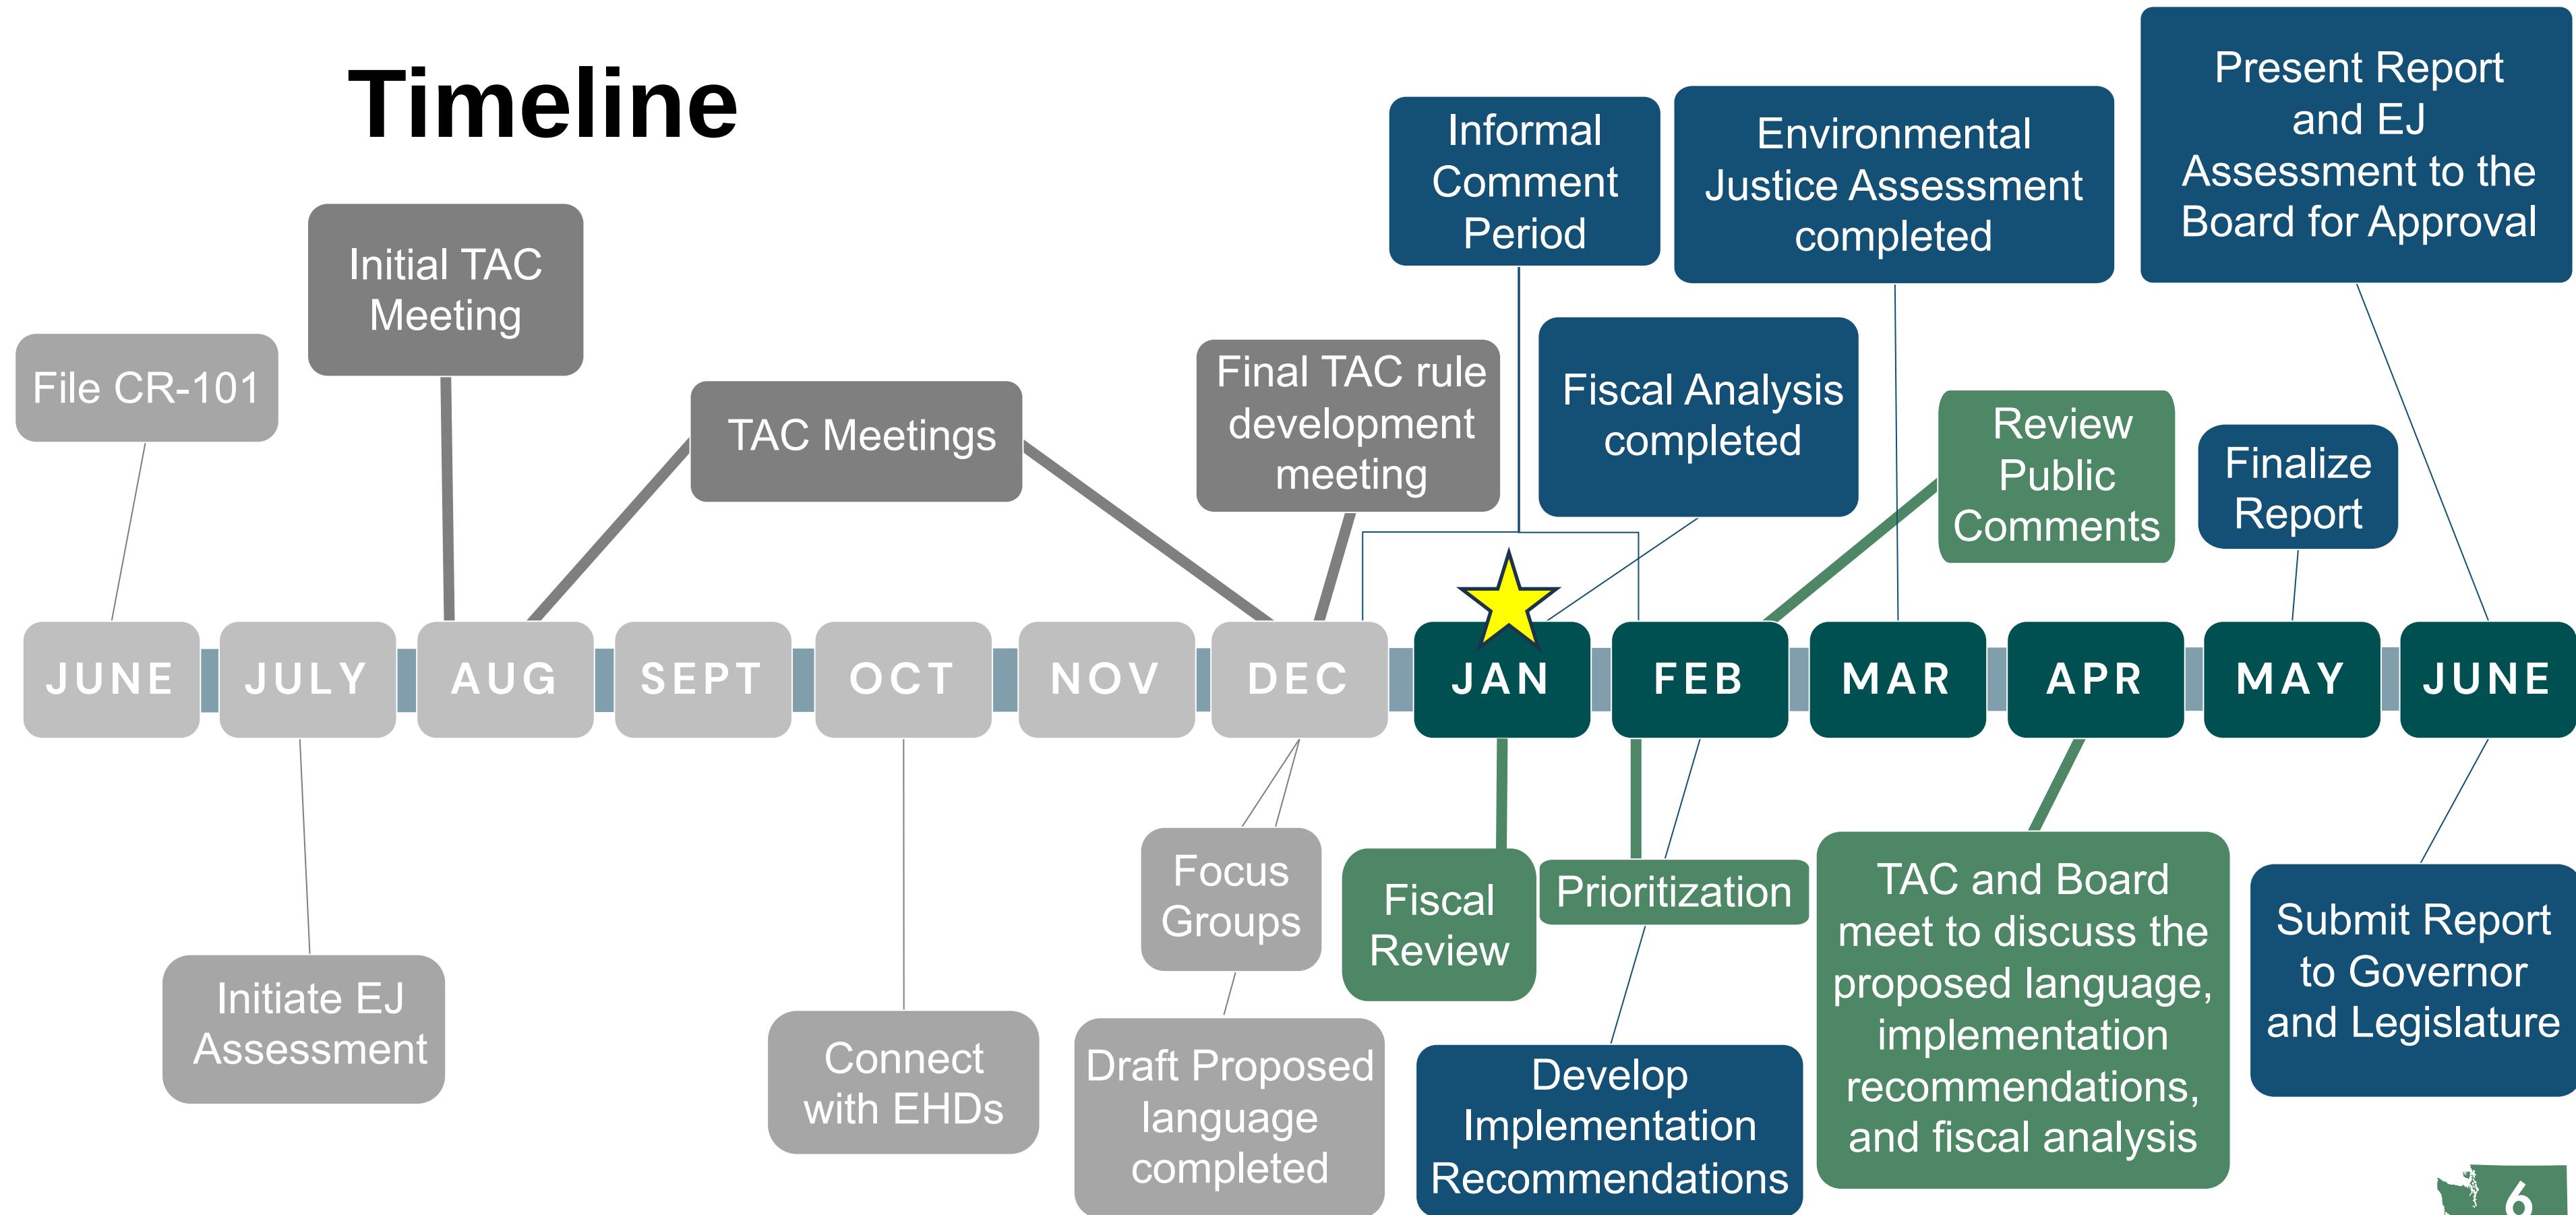 Timeline
File CR-101
Initial TAC
Meeting
TAC Meetings
Final TAC rule
development
meeting
Informal
Comment
Period
Fiscal Analysis
completed
Environmental
Justice Assessment
completed
Review
Public
Comments
Finalize
Report
Present Report
and EJ
Assessment to the
Board for Approval
JUNE JULY AUG SEPT OCT NOV DEC JAN FEB MAR APR MAY JUNE
Initiate EJ
Assessment
Connect
with EHDs
Focus
Groups
Draft Proposed
language
completed
Fiscal
Review
Prioritization
Develop
Implementation
Recommendations
TAC and Board
meet to discuss the
proposed language,
implementation
recommendations,
and fiscal analysis
Submit Report
to Governor
and Legislature
6